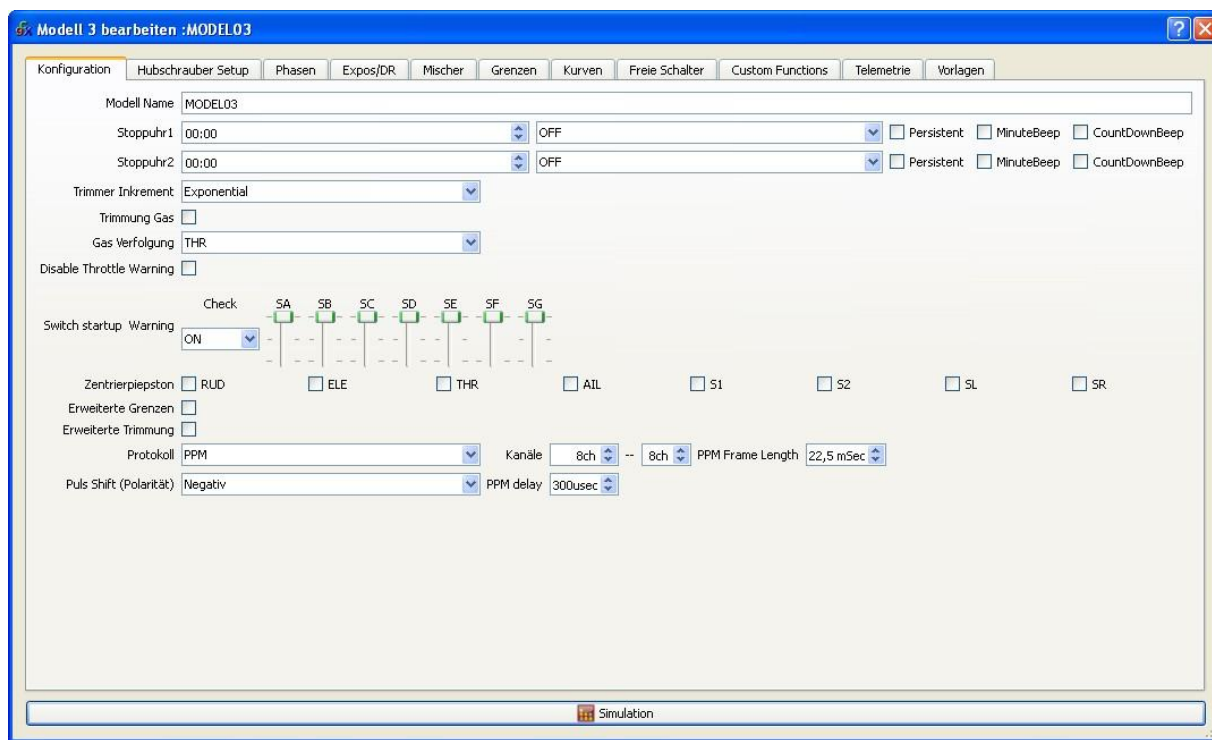 Modell 3 bearbeiten :MODEL03
Konfiguration Hubschrauber Setup Phasen Expos/DR Mischer Grenzen Kurven Freie Schalter Custom Functions Telemetrie Vorlagen
Modell Name MODEL03
Stoppuhr1 00:00 OFF Persistent MinuteBeep CountDownBeep
Stoppuhr2 00:00 OFF Persistent MinuteBeep CountDownBeep
Trimmer Inkrement Exponential
Trimmung Gas
Gas Verfolgung THR
Disable Throttle Warning
Check SA SB SC SD SE SF SG
Switch startup Warning ON
Zentrierpiepston RUD ELE THR AIL S1 S2 SL SR
Erweiterte Grenzen
Erweiterte Trimmung
Protokoll PPM Kanäle 8ch -- 8ch PPM Frame Length 22,5 mSec
Puls Shift (Polarität) Negativ PPM delay 300usec
Simulation